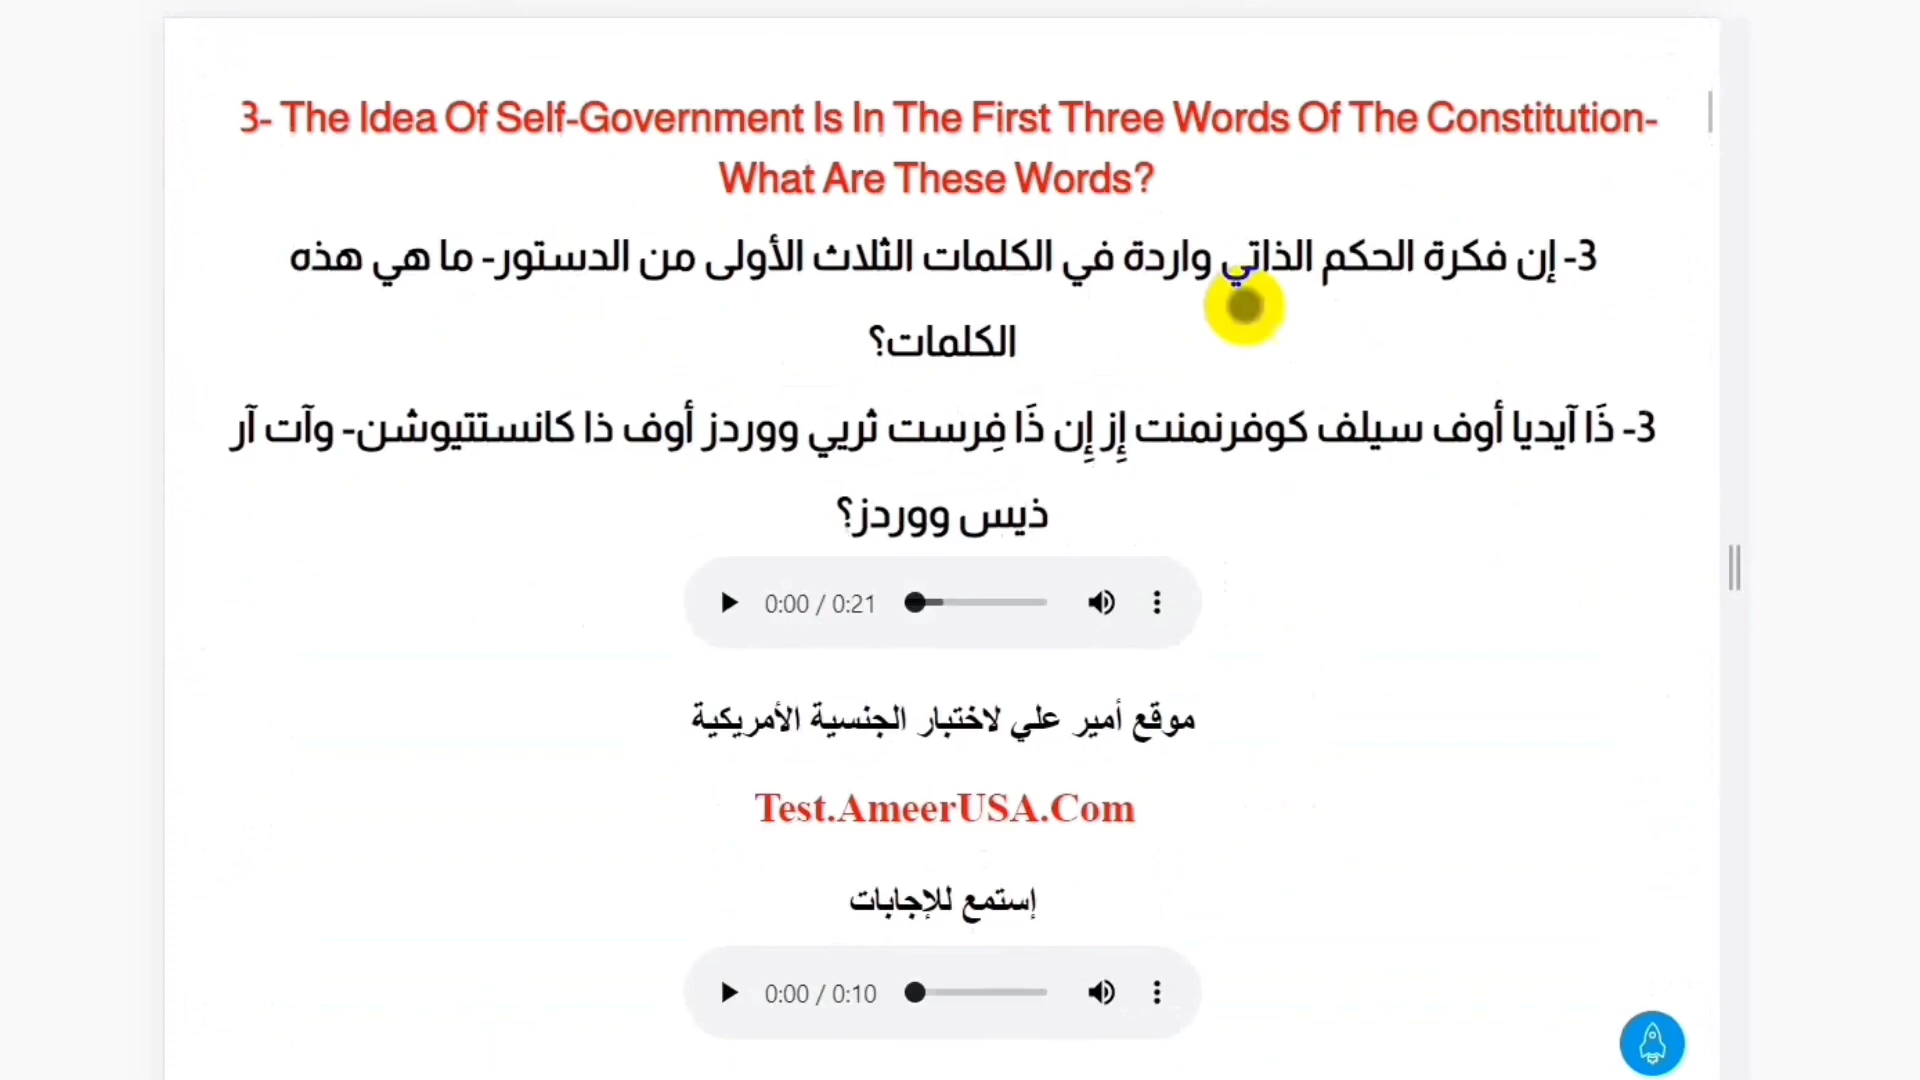 3- The Idea Of Self-Government Is In The First Three Words Of The Constitution-
What Are These Words?
3- إن فكرة الحكم الذاتي واردة في الكلمات الثلاث الأولى من الدستور- ما هي هذه
الكلمات؟
3- ذَا آيديا أوف سيلف كوفرنمنت إِز إِن ذَا فِرست ثريي ووردز أوف ذا كانستتيوشن- وآت آر
ذيس ووردز؟
0:00 / 0:21
موقع أمير علي لاختبار الجنسية الأمريكية
Test.AmeerUSA.Com
إستمع للإجابات
0:00 / 0:10